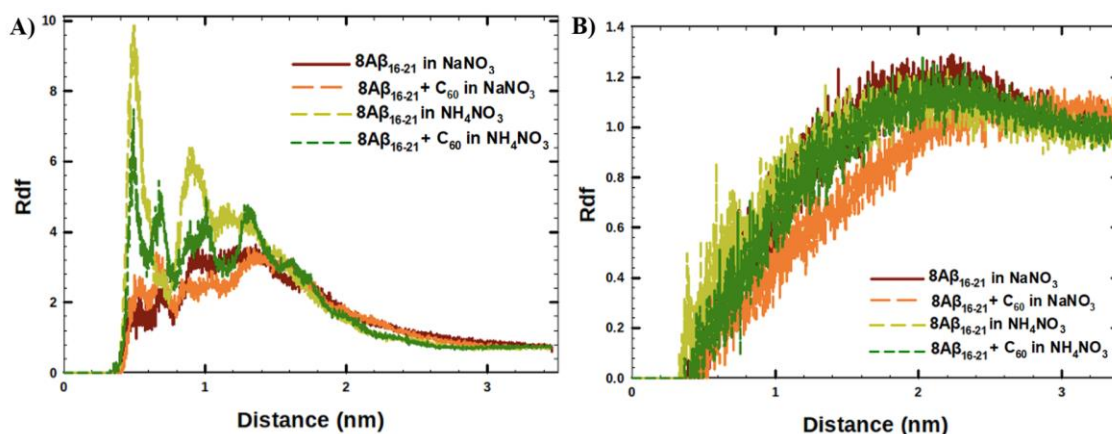 A)
10
8
6
4
2
0
Rdf
8Aβ16-21 in NaNO3
8Aβ16-21 + C60 in NaNO3
8Aβ16-21 in NH4NO3
8Aβ16-21 + C60 in NH4NO3
0 1 2 3
Distance (nm)
B)
1.4
1.2
1.0
0.8
0.6
0.4
0.2
0.0
Rdf
8Aβ16-21 in NaNO3
8Aβ16-21 + C60 in NaNO3
8Aβ16-21 in NH4NO3
8Aβ16-21 + C60 in NH4NO3
0 1 2 3
Distance (nm)